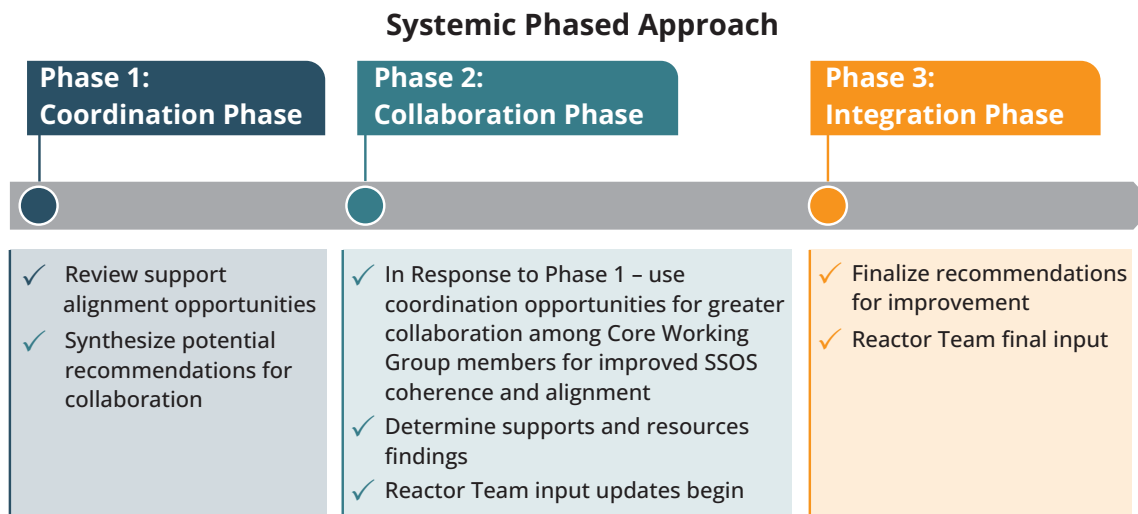 Systemic Phased Approach
Phase 1:
Coordination Phase
Phase 2:
Collaboration Phase
Phase 3:
Integration Phase
✓ Review support
alignment opportunities
✓ Synthesize potential
recommendations for
collaboration
✓ In Response to Phase 1 – use
coordination opportunities for greater
collaboration among Core Working
Group members for improved SSOS
coherence and alignment
✓ Determine supports and resources
findings
✓ Reactor Team input updates begin
✓ Finalize recommendations
for improvement
✓ Reactor Team final input